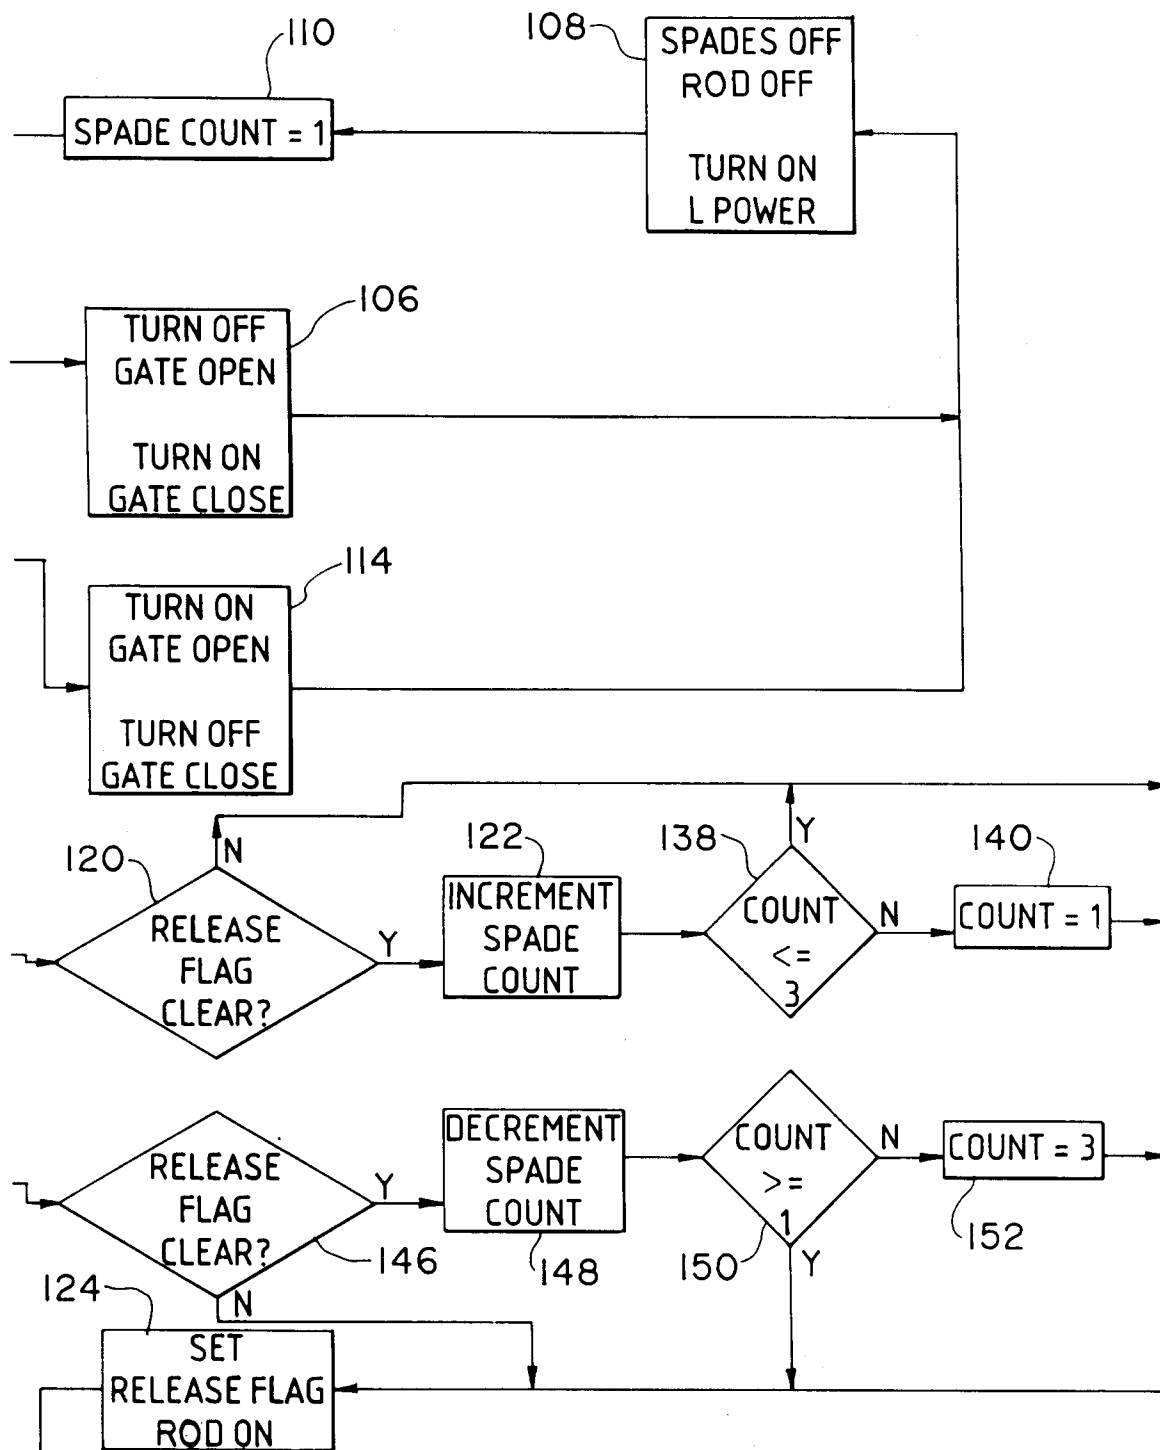 110
SPADE COUNT = 1
108
SPADES OFF
ROD OFF
TURN ON
L POWER
106
TURN OFF
GATE OPEN
TURN ON
GATE CLOSE
114
TURN ON
GATE OPEN
TURN OFF
GATE CLOSE
120
N
RELEASE
FLAG
CLEAR?
Y
122
INCREMENT
SPADE
COUNT
138
Y
COUNT
<=
3
N
140
COUNT = 1
RELEASE
FLAG
CLEAR?
146
Y
N
DECREMENT
SPADE
COUNT
148
COUNT
>=
1
150
N
Y
COUNT = 3
152
124
SET
RELEASE FLAG
ROD ON